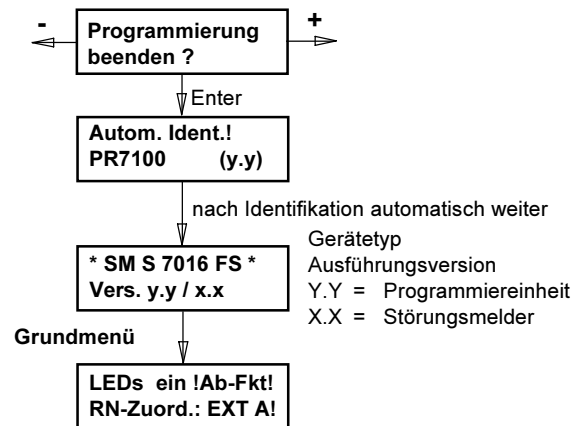 - +
Programmierung
beenden ?
Enter
Autom. Ident.!
PR7100 (y.y)
nach Identifikation automatisch weiter
* SM S 7016 FS *
Vers. y.y / x.x
Gerätetyp
Ausführungsversion
Y.Y = Programmiereinheit
X.X = Störungsmelder
Grundmenü
LEDs ein !Ab-Fkt!
RN-Zuord.: EXT A!